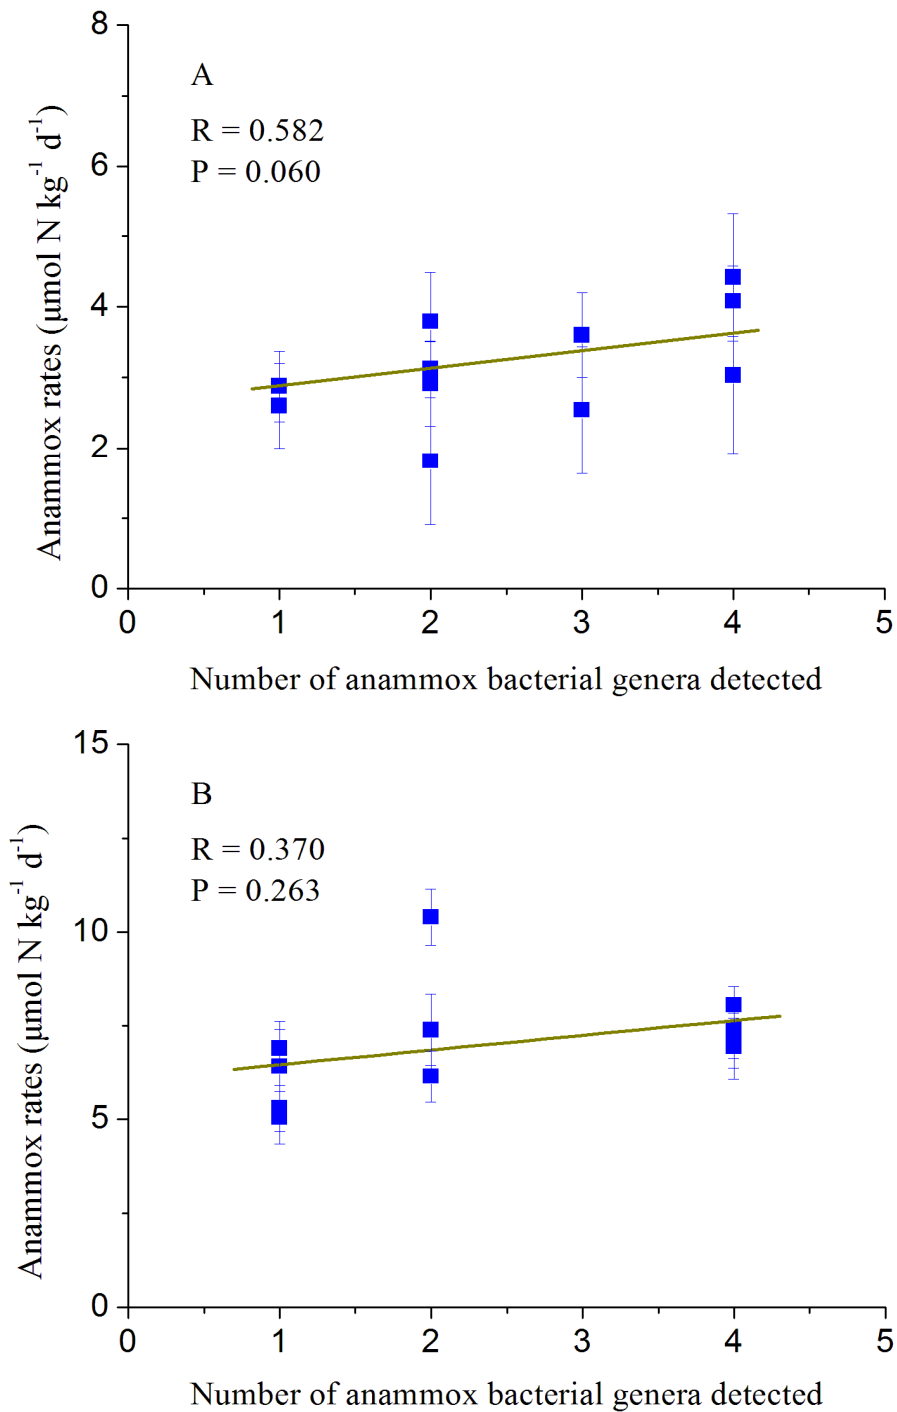 8
6
4
2
0
A
R = 0.582
P = 0.060
Anammox rates (μmol N kg⁻¹ d⁻¹)
0 1 2 3 4 5
Number of anammox bacterial genera detected
15
10
5
0
B
R = 0.370
P = 0.263
Anammox rates (μmol N kg⁻¹ d⁻¹)
0 1 2 3 4 5
Number of anammox bacterial genera detected